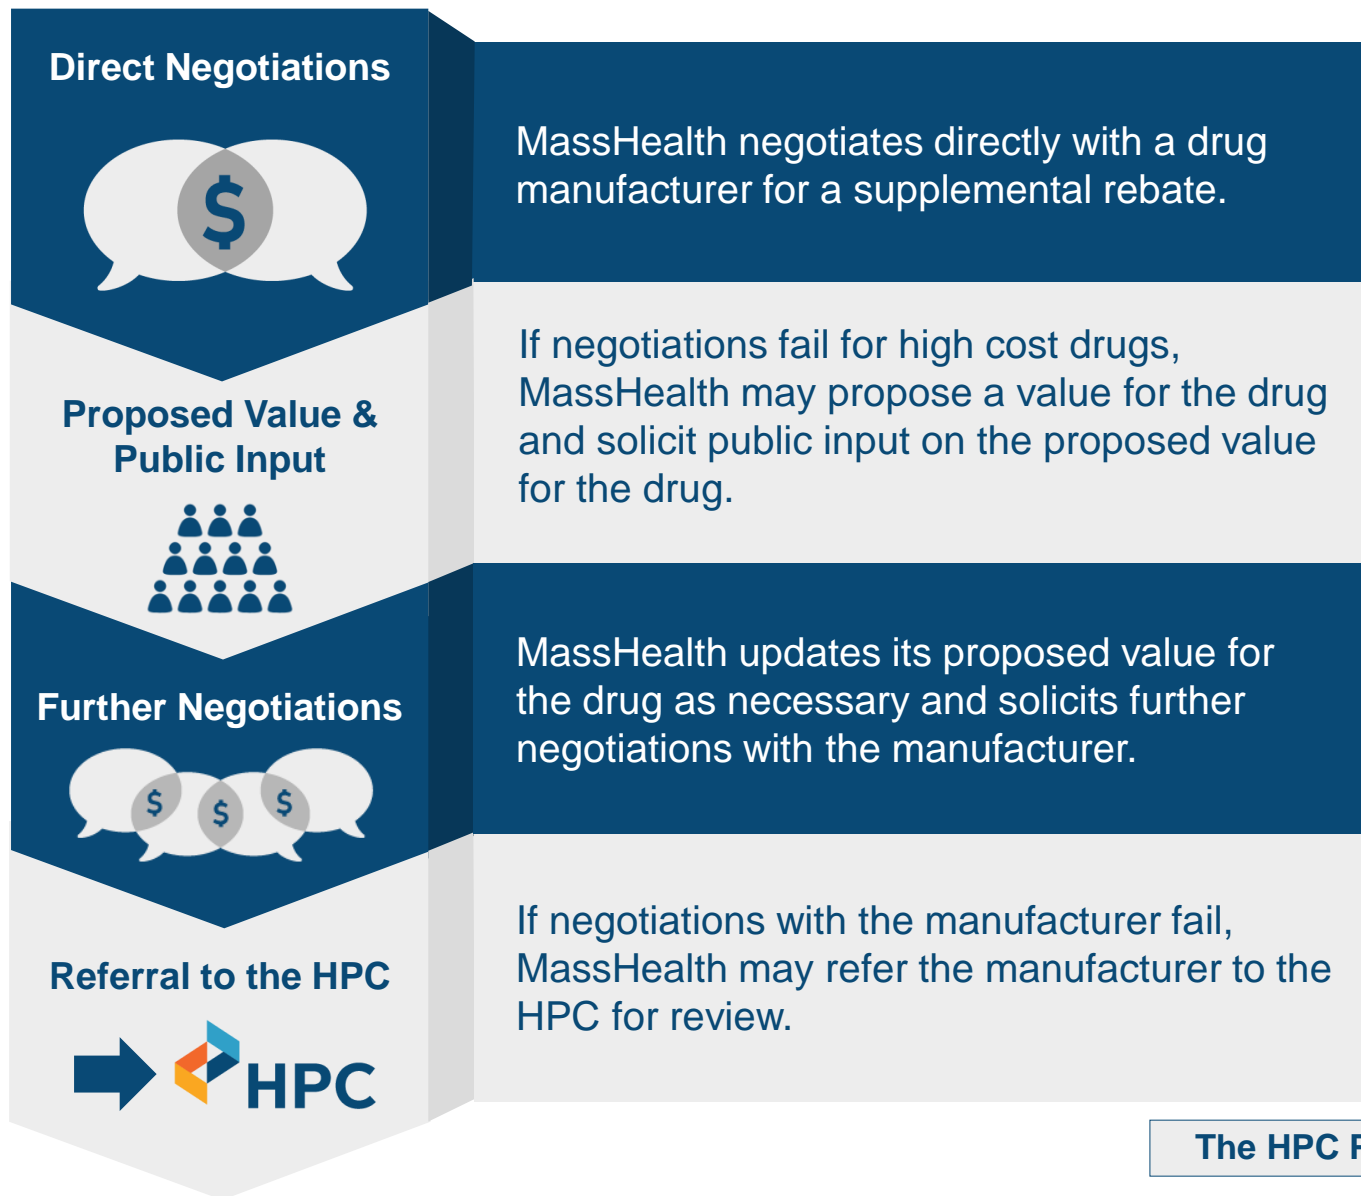 Direct Negotiations
$
MassHealth negotiates directly with a drug
manufacturer for a supplemental rebate.
Proposed Value &
Public Input
If negotiations fail for high cost drugs,
MassHealth may propose a value for the drug
and solicit public input on the proposed value
for the drug.
Further Negotiations
$ $ $
MassHealth updates its proposed value for
the drug as necessary and solicits further
negotiations with the manufacturer.
Referral to the HPC
HPC
If negotiations with the manufacturer fail,
MassHealth may refer the manufacturer to the
HPC for review.
The HPC